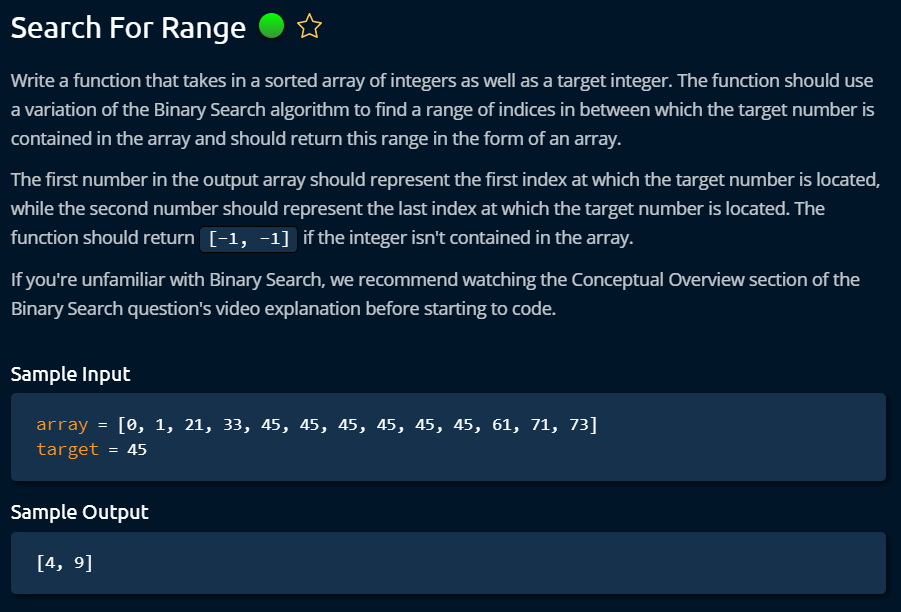 Search For Range
Write a function that takes in a sorted array of integers as well as a target integer. The function should use
a variation of the Binary Search algorithm to find a range of indices in between which the target number is
contained in the array and should return this range in the form of an array.
The first number in the output array should represent the first index at which the target number is located,
while the second number should represent the last index at which the target number is located. The
function should return [-1, -1] if the integer isn't contained in the array.
If you're unfamiliar with Binary Search, we recommend watching the Conceptual Overview section of the
Binary Search question's video explanation before starting to code.
Sample Input
array = [0, 1, 21, 33, 45, 45, 45, 45, 45, 45, 61, 71, 73]
target = 45
Sample Output
[4, 9]